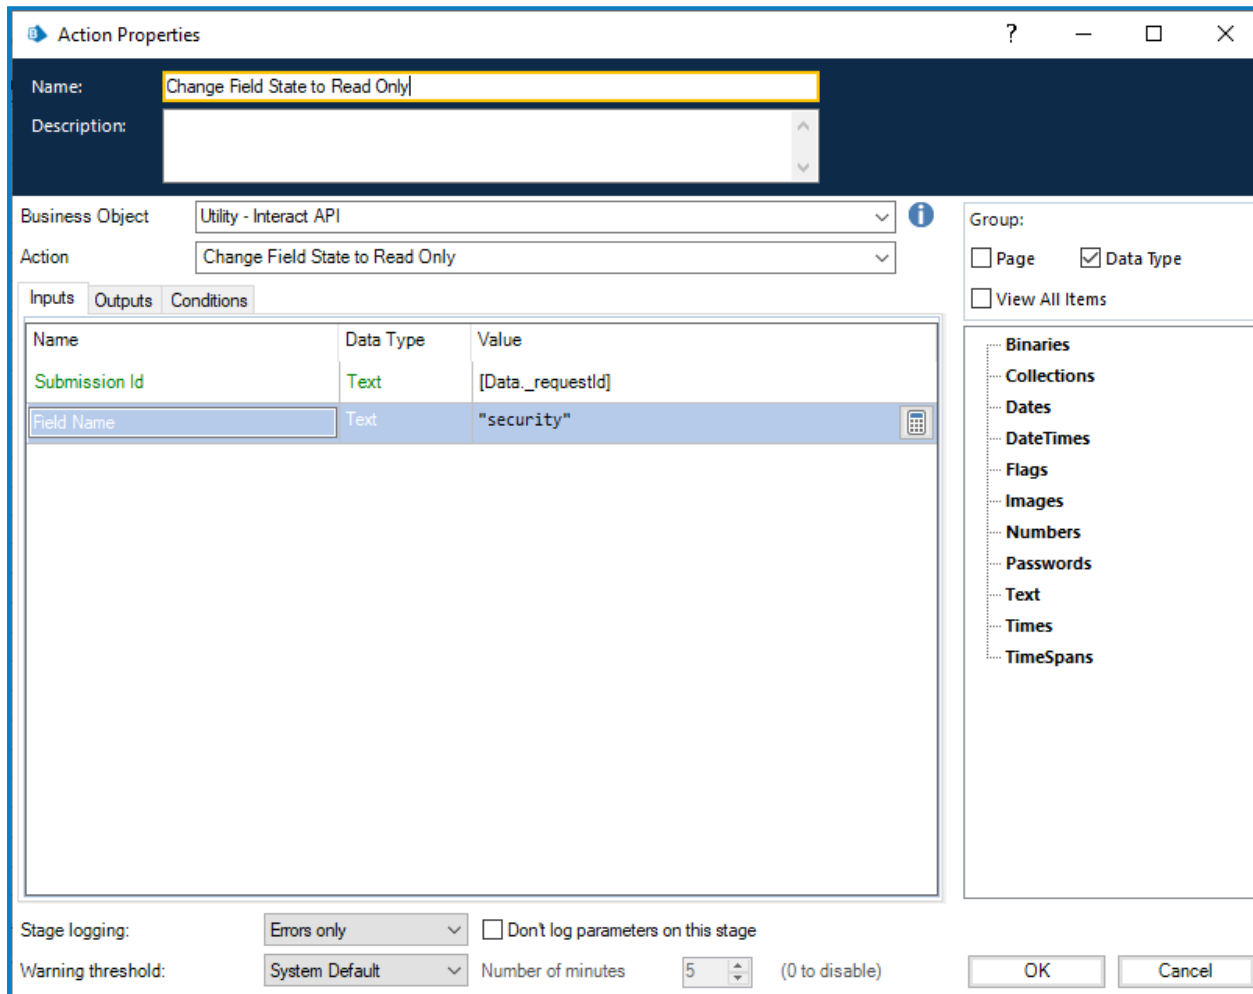 Action Properties
?
Name: Change Field State to Read Only
Description:
Business Object Utility - Interact API
Action Change Field State to Read Only
Group:
Page Data Type
View All Items
Inputs Outputs Conditions
Name Data Type Value
Submission Id Text [Data._requestId]
Field Name Text "security"
Binaries
Collections
Dates
DateTimes
Flags
Images
Numbers
Passwords
Text
Times
TimeSpans
Stage logging: Errors only Don't log parameters on this stage
Warning threshold: System Default Number of minutes 5 (0 to disable)
OK Cancel